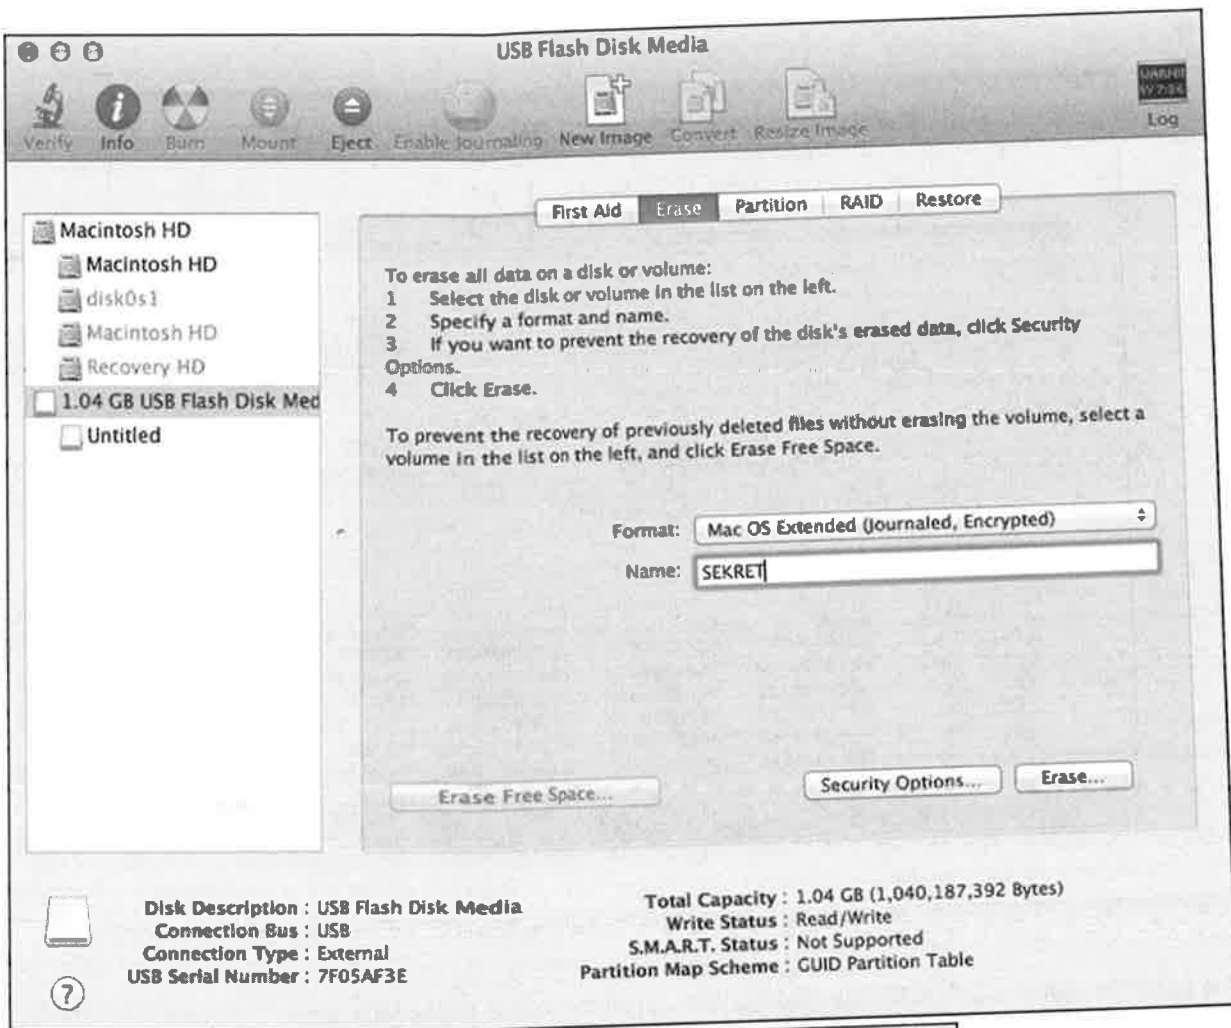 USB Flash Disk Media
Verify Info Burn Mount Eject Enable Journaling New Image Convert Resize Image Log
First Aid Erase Partition RAID Restore
Macintosh HD
Macintosh HD
disk0s1
Macintosh HD
Recovery HD
1.04 GB USB Flash Disk Med
Untitled
To erase all data on a disk or volume:
1 Select the disk or volume in the list on the left.
2 Specify a format and name.
3 If you want to prevent the recovery of the disk's erased data, click Security
Options.
4 Click Erase.
To prevent the recovery of previously deleted files without erasing the volume, select a
volume in the list on the left, and click Erase Free Space.
Format: Mac OS Extended (Journaled, Encrypted)
Name: SEKRET
Erase Free Space... Security Options... Erase...
Disk Description : USB Flash Disk Media
Connection Bus : USB
Connection Type : External
USB Serial Number : 7F05AF3E
Total Capacity : 1.04 GB (1,040,187,392 Bytes)
Write Status : Read/Write
S.M.A.R.T. Status : Not Supported
Partition Map Scheme : GUID Partition Table
?